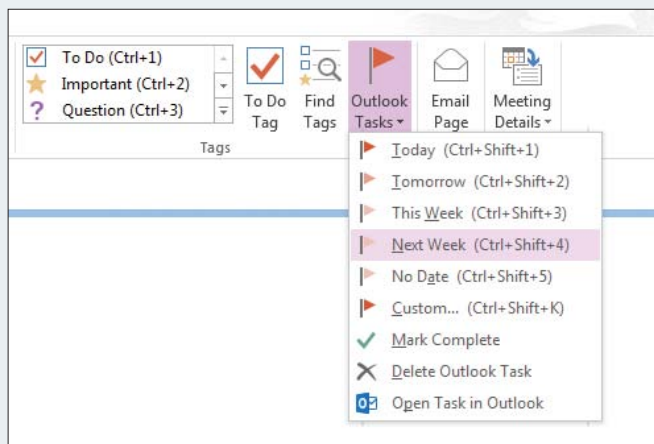 To Do (Ctrl+1)
Important (Ctrl+2)
Question (Ctrl+3)
To Do
Tag
Find
Tags
Outlook
Tasks
Email
Page
Meeting
Details
Tags
Today (Ctrl+Shift+1)
Tomorrow (Ctrl+Shift+2)
This Week (Ctrl+Shift+3)
Next Week (Ctrl+Shift+4)
No Date (Ctrl+Shift+5)
Custom... (Ctrl+Shift+K)
Mark Complete
Delete Outlook Task
Open Task in Outlook